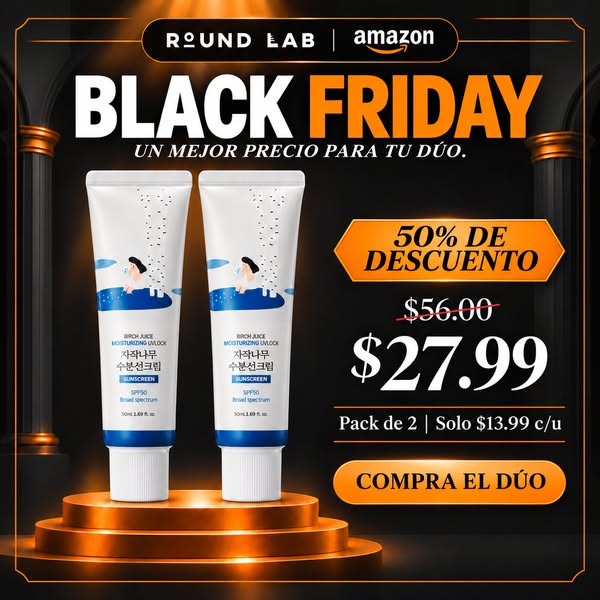 ROUND LAB | amazon
BLACK FRIDAY
UN MEJOR PRECIO PARA TU DÚO.
BIRCH JUICE
MOISTURIZING UVLOCK
자작나무
수분선크림
SUNSCREEN
SPF50
Broad spectrum
50mL 1.69 fl. oz.
BIRCH JUICE
MOISTURIZING UVLOCK
자작나무
수분선크림
SUNSCREEN
SPF50
Broad spectrum
50mL 1.69 fl. oz.
50% DE
DESCUENTO
$56.00
$27.99
Pack de 2 | Solo $13.99 c/u
COMPRA EL DÚO